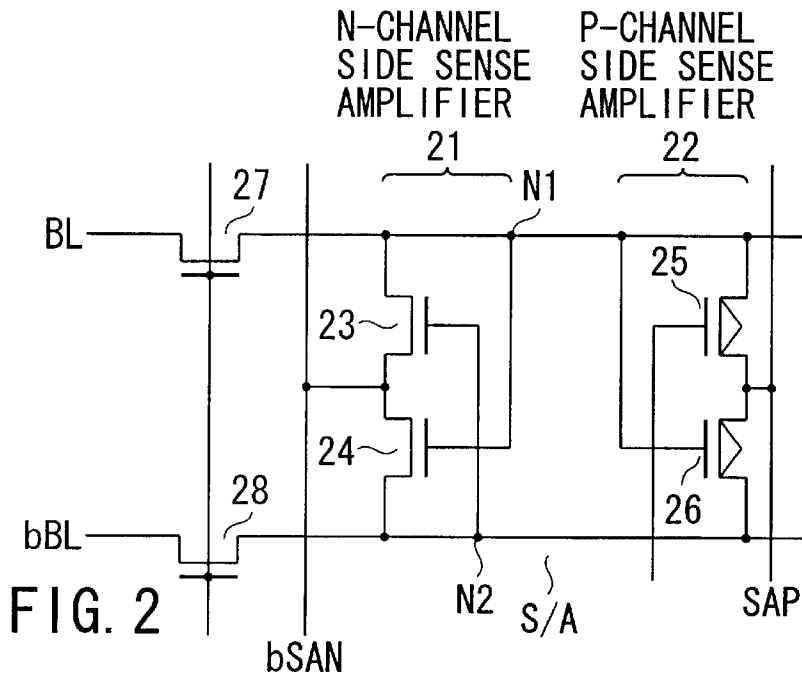 N-CHANNEL
SIDE SENSE
AMPLIFIER
21
P-CHANNEL
SIDE SENSE
AMPLIFIER
22
27
N1
BL
25
23
24
26
28
bBL
N2
S/A
SAP
bSAN
FIG. 2